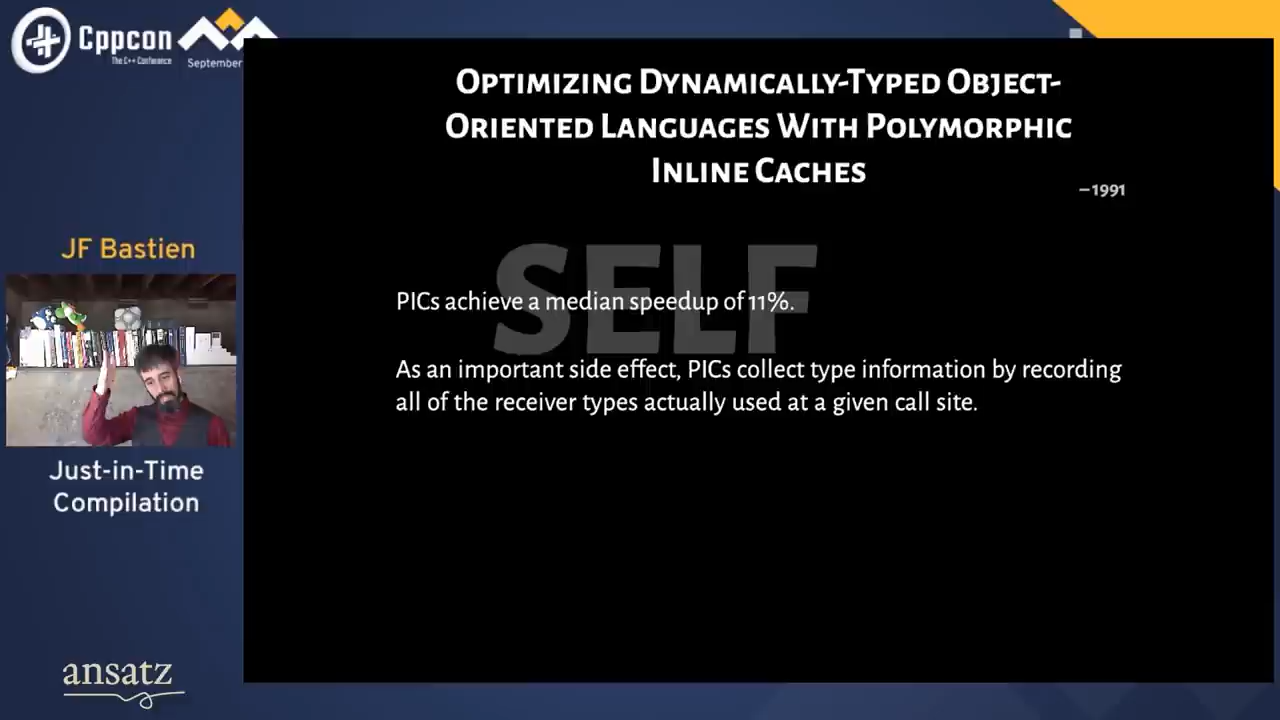 Cppcon
The C++ Conference
September
OPTIMIZING DYNAMICALLY-TYPED OBJECT-
ORIENTED LANGUAGES WITH POLYMORPHIC
INLINE CACHES
–1991
JF Bastien
SELF
PICs achieve a median speedup of 11%.
As an important side effect, PICs collect type information by recording
all of the receiver types actually used at a given call site.
Just-in-Time
Compilation
ansatz